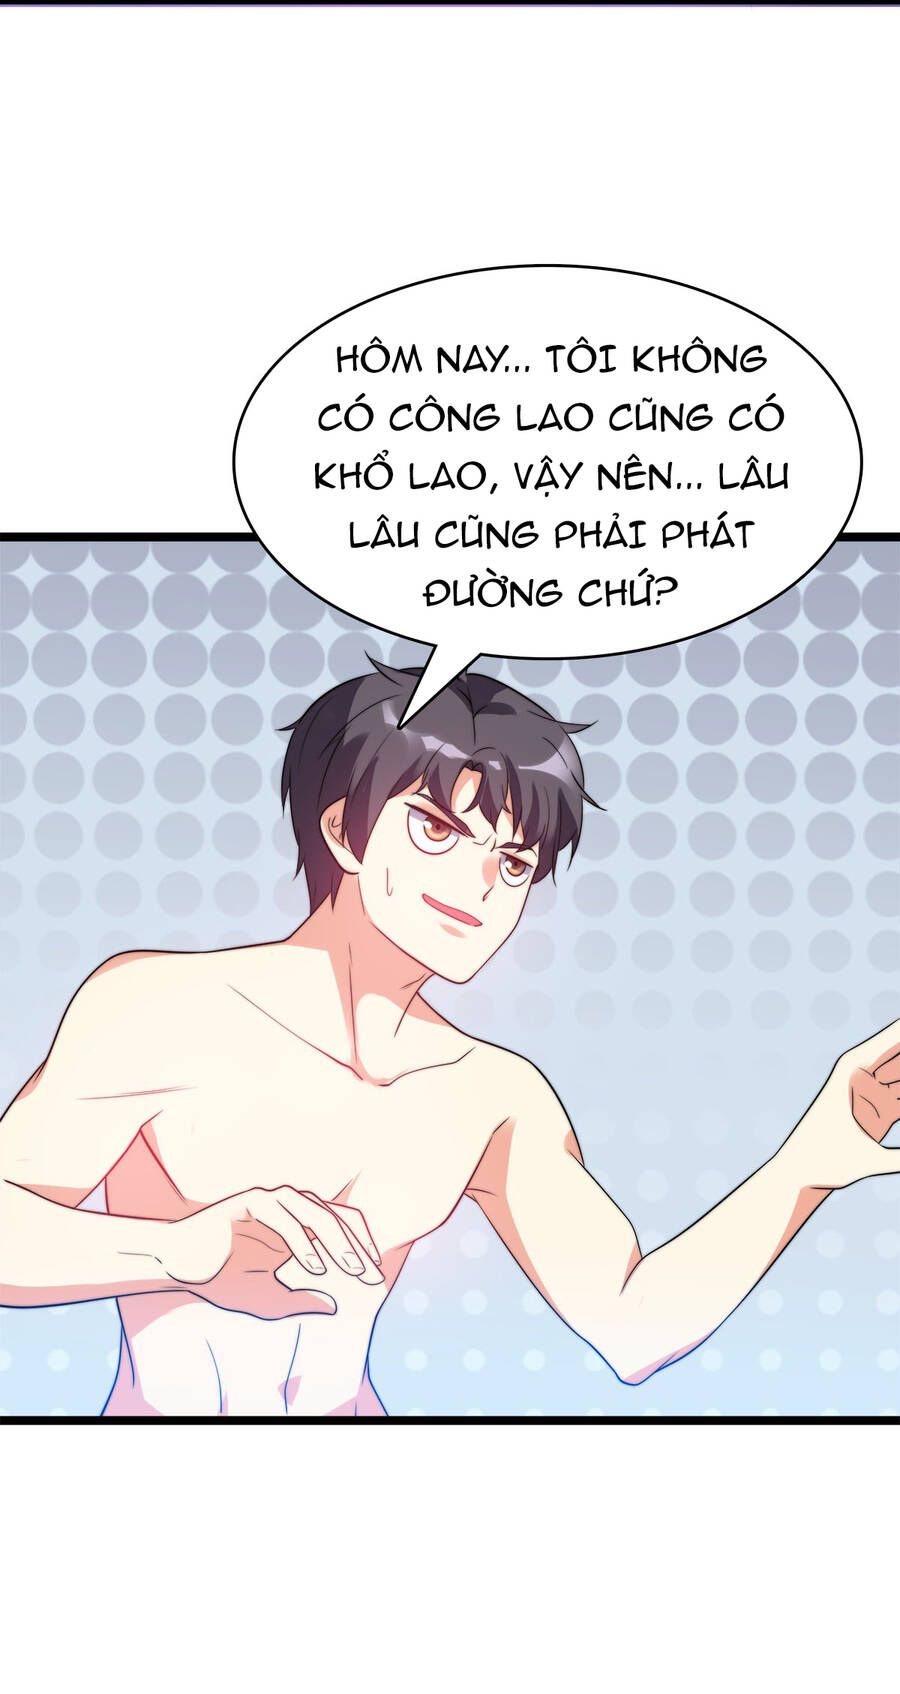 HÔM NAY... TÔI KHÔNG
CÓ CÔNG LAO CŨNG CÓ
KHỔ LAO, VẬY NÊN... LÂU
LÂU CŨNG PHẢI PHÁT
ĐƯỜNG CHỨ?